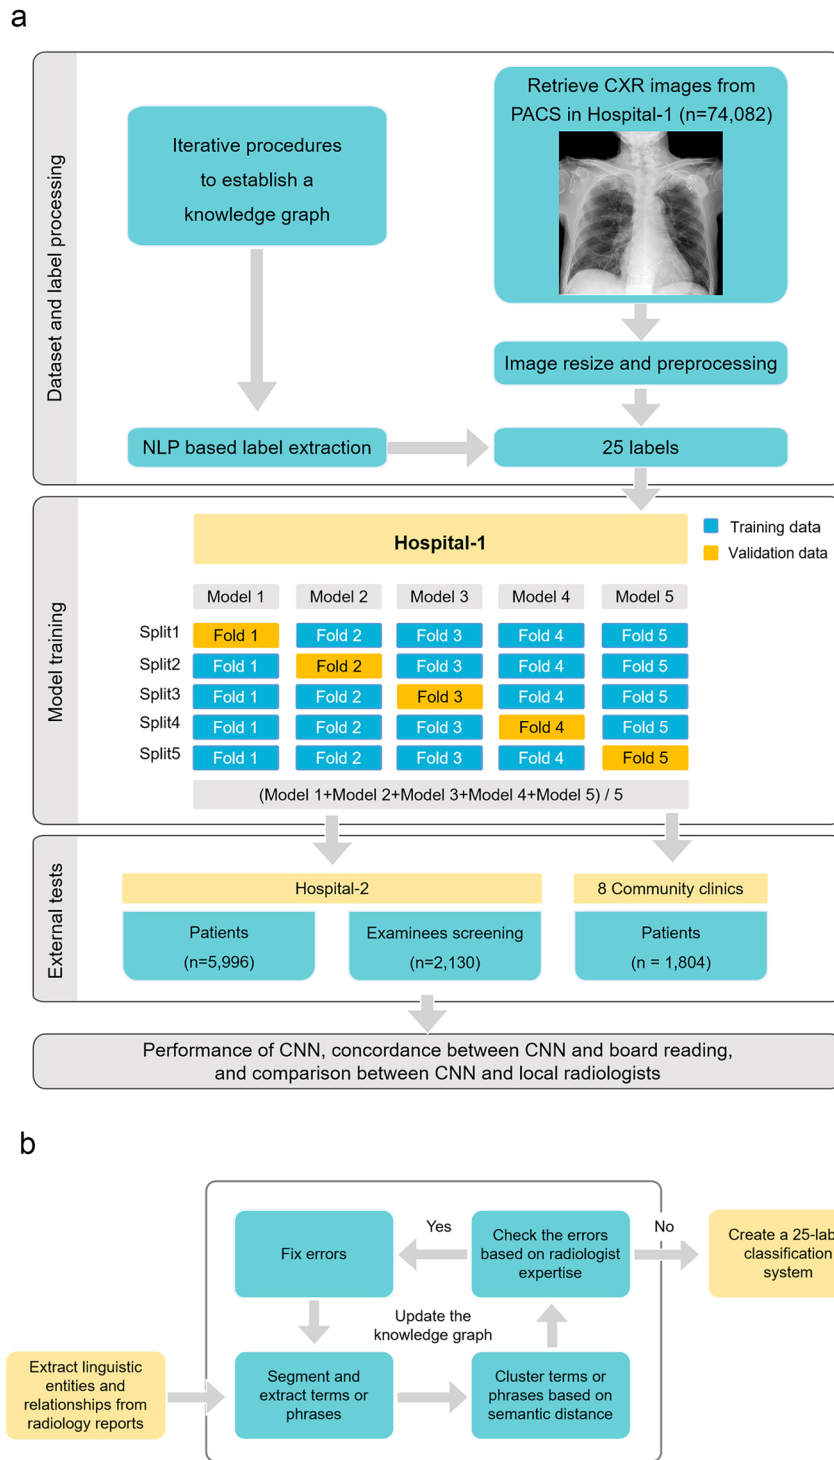 a
Dataset and label processing
Iterative procedures
to establish a
knowledge graph
Retrieve CXR images from
PACS in Hospital-1 (n=74,082)
Image resize and preprocessing
NLP based label extraction
25 labels
Model training
Hospital-1
Training data
Validation data
Model 1 Model 2 Model 3 Model 4 Model 5
Split1 Fold 1 Fold 2 Fold 3 Fold 4 Fold 5
Split2 Fold 1 Fold 2 Fold 3 Fold 4 Fold 5
Split3 Fold 1 Fold 2 Fold 3 Fold 4 Fold 5
Split4 Fold 1 Fold 2 Fold 3 Fold 4 Fold 5
Split5 Fold 1 Fold 2 Fold 3 Fold 4 Fold 5
(Model 1+Model 2+Model 3+Model 4+Model 5) / 5
External tests
Hospital-2
8 Community clinics
Patients
(n=5,996)
Examinees screening
(n=2,130)
Patients
(n = 1,804)
Performance of CNN, concordance between CNN and board reading,
and comparison between CNN and local radiologists
b
Fix errors
Yes
Check the errors
based on radiologist
expertise
No
Create a 25-lab
classification
system
Update the
knowledge graph
Extract linguistic
entities and
relationships from
radiology reports
Segment and
extract terms or
phrases
Cluster terms or
phrases based on
semantic distance